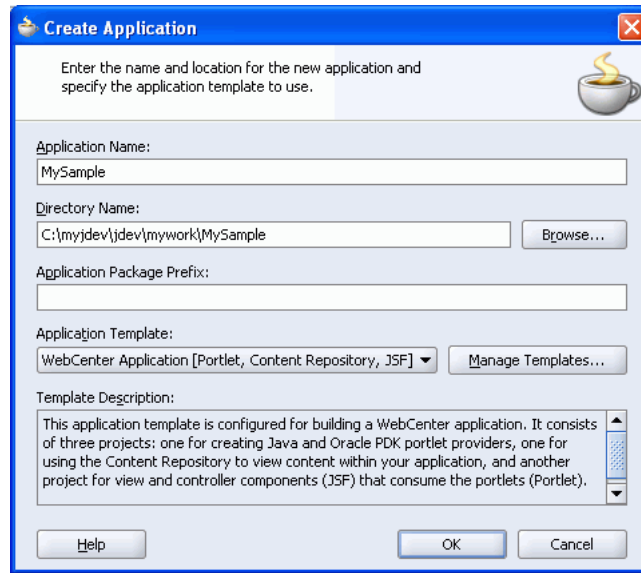 Create Application
Enter the name and location for the new application and
specify the application template to use.
Application Name:
MySample
Directory Name:
C:\myjdev\jdev\mywork\MySample
Browse...
Application Package Prefix:
Application Template:
WebCenter Application [Portlet, Content Repository, JSF]
Manage Templates...
Template Description:
This application template is configured for building a WebCenter application. It consists
of three projects: one for creating Java and Oracle PDK portlet providers, one for
using the Content Repository to view content within your application, and another
project for view and controller components (JSF) that consume the portlets (Portlet).
Help
OK
Cancel